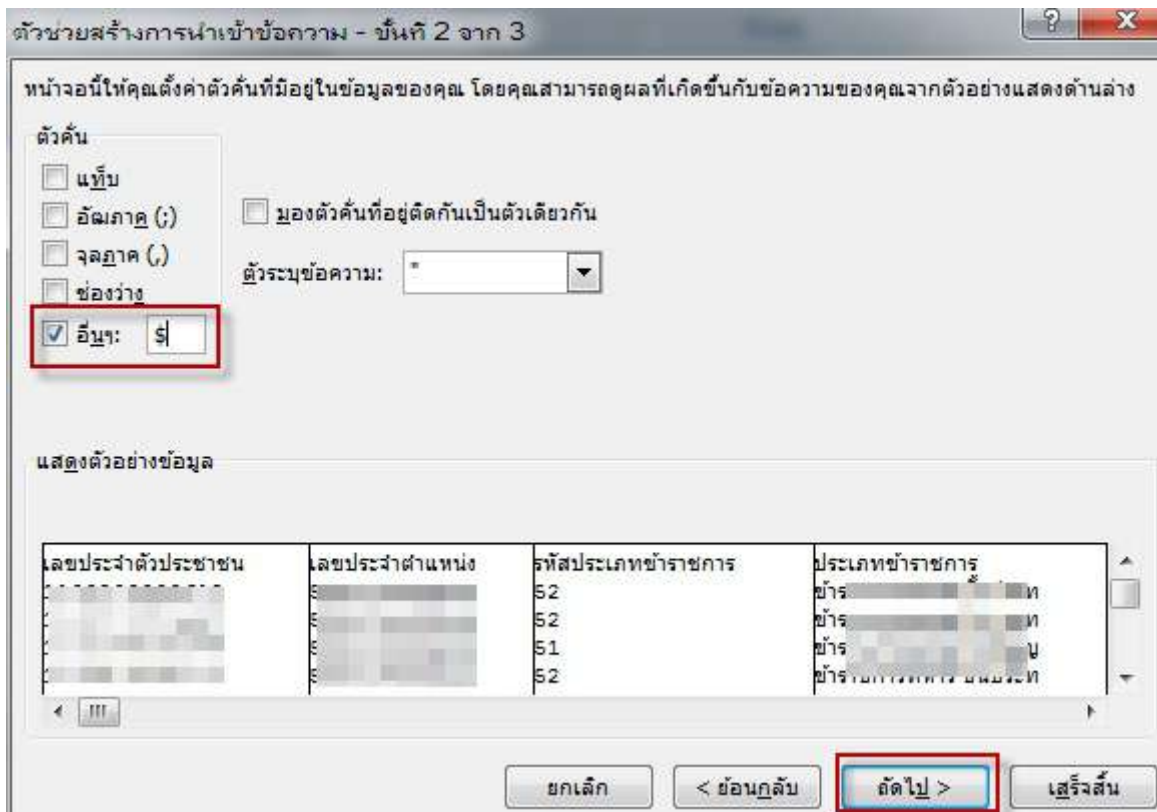 ตัวช่วยสร้างการนำเข้าข้อความ - ขั้นที่ 2 จาก 3
หน้าจอนี้ให้คุณตั้งค่าตัวคั่นที่มีอยู่ในข้อมูลของคุณ โดยคุณสามารถดูผลที่เกิดขึ้นกับข้อความของคุณจากตัวอย่างแสดงด้านล่าง
ตัวคั่น
แท็บ
อัฒภาค (;)
จุลภาค (,)
ช่องว่าง
อื่นๆ: $
มองตัวคั่นที่อยู่ติดกันเป็นตัวเดียวกัน
ตัวระบุข้อความ: "
แสดงตัวอย่างข้อมูล
เลขประจำตัวประชาชน เลขประจำตำแหน่ง รหัสประเภทข้าราชการ ประเภทข้าราชการ
52
52
51
52
ยกเลิก < ย้อนกลับ ถัดไป > เสร็จสิ้น